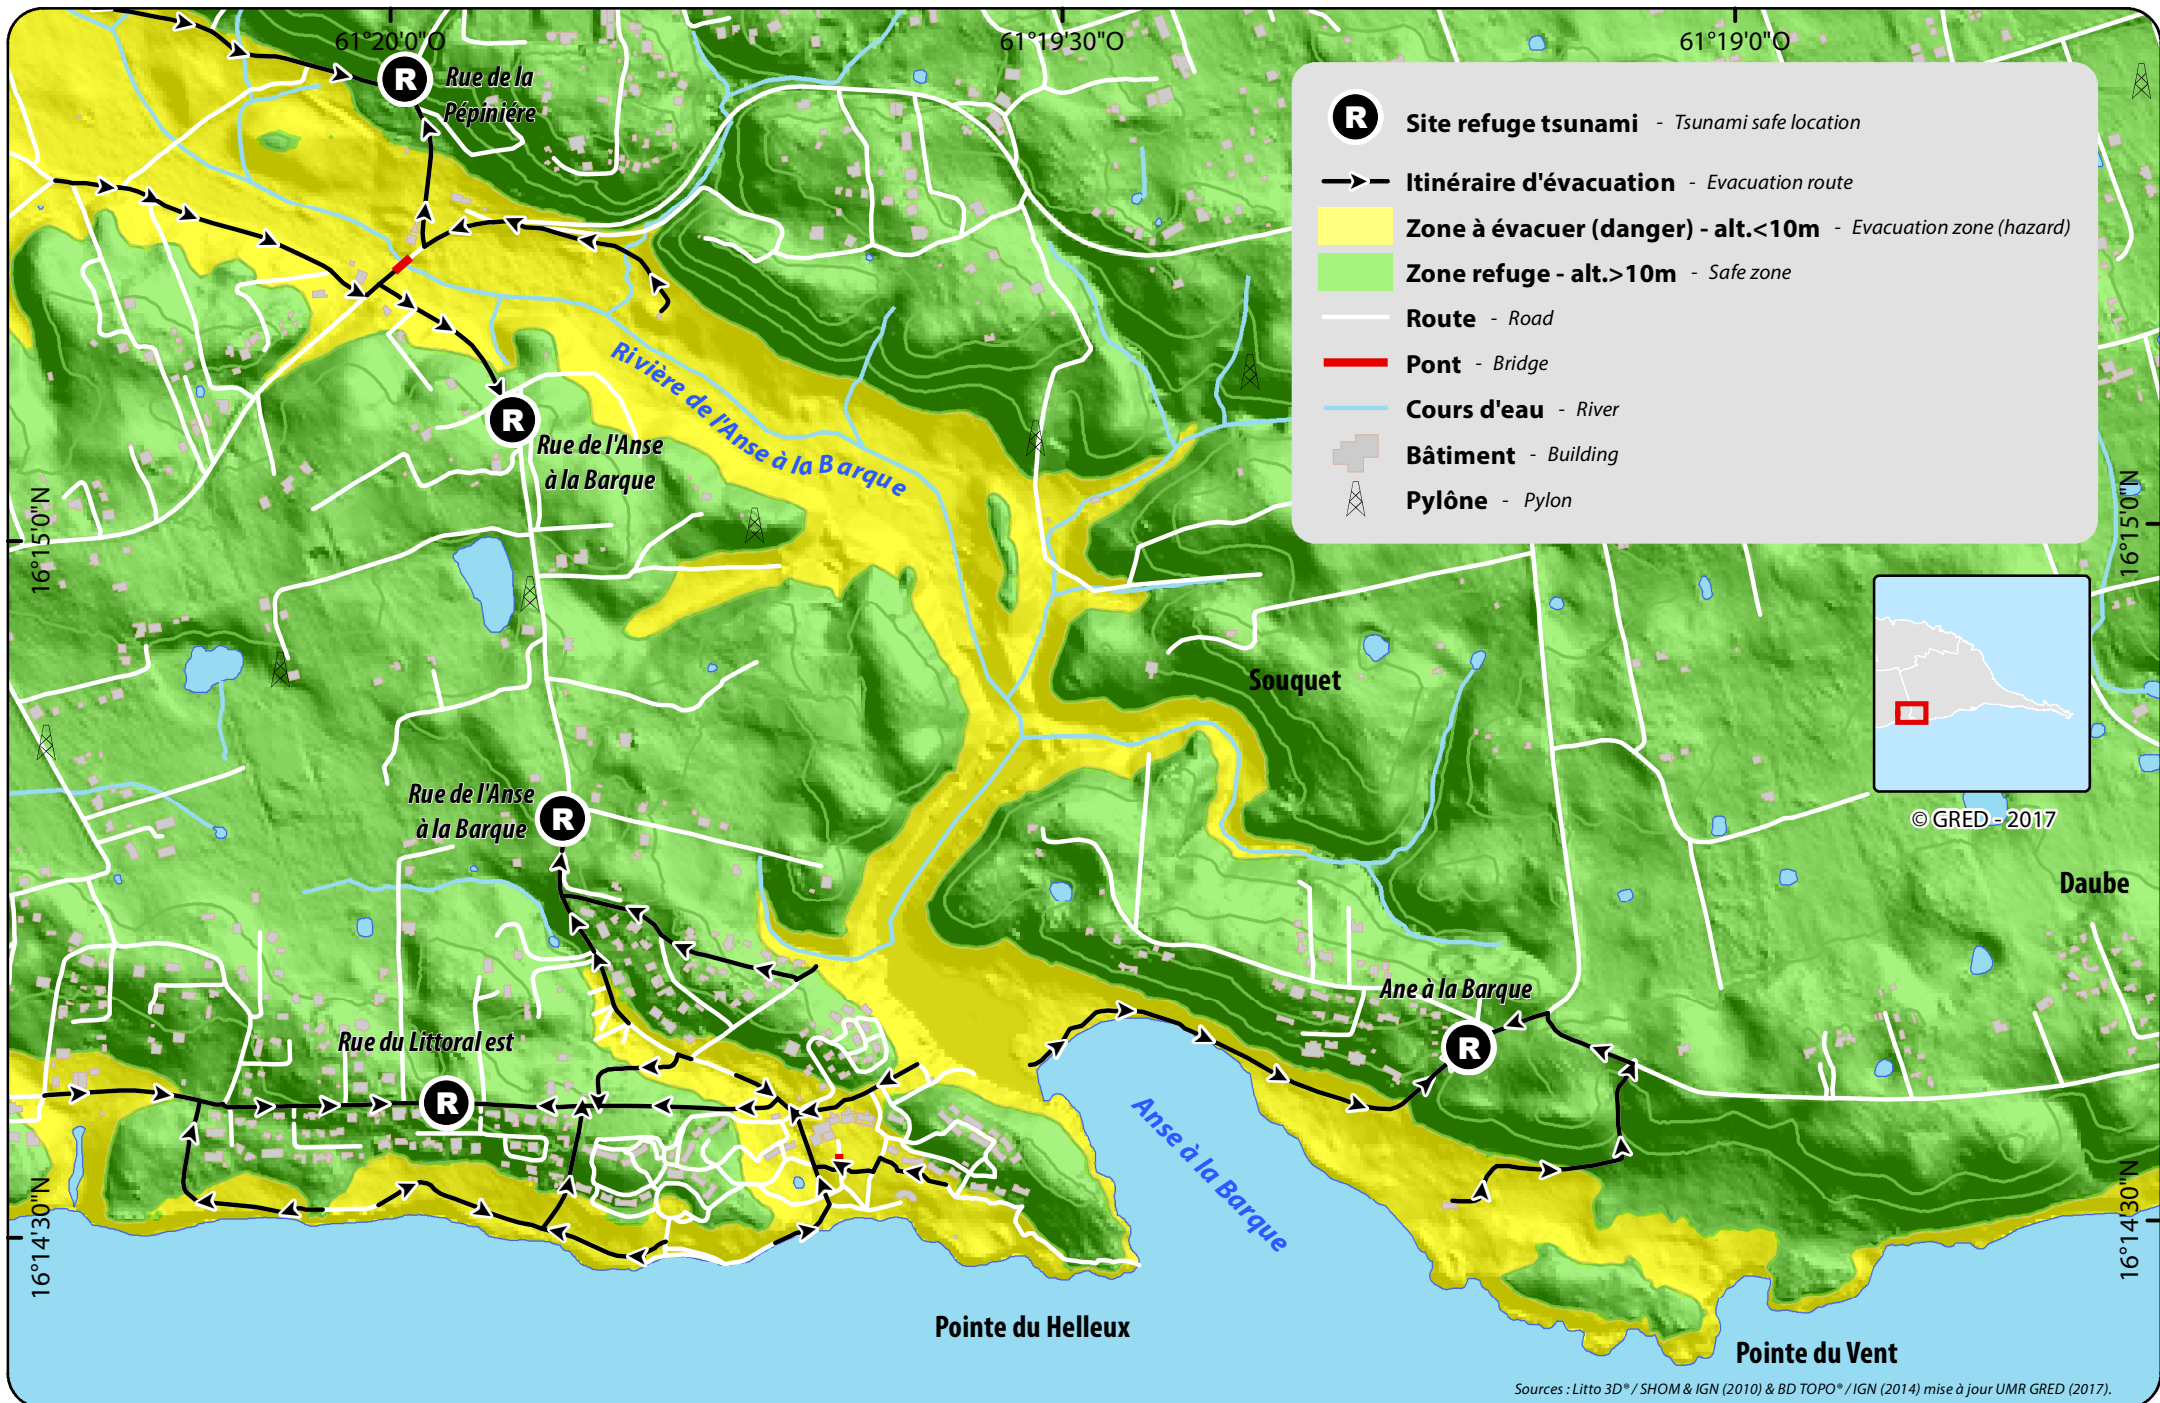 61°20'0"O
61°19'30"O
61°19'0"O
R
Rue de la
Pépiniére
R
Site refuge tsunami - Tsunami safe location
Itinéraire d'évacuation - Evacuation route
Zone à évacuer (danger) - alt.<10m - Evacuation zone (hazard)
Zone refuge - alt.>10m - Safe zone
Route - Road
Pont - Bridge
Cours d'eau - River
Bâtiment - Building
Pylône - Pylon
R
Rue de l'Anse
à la Barque
Rivière de l'Anse à la Barque
16°15'0"N
16°15'0"N
Souquet
Rue de l'Anse
à la Barque
R
© GRED - 2017
Daube
Ane à la Barque
R
Rue du Littoral est
R
Anse à la Barque
16°14'30"N
16°14'30"N
Pointe du Helleux
Pointe du Vent
Sources : Litto 3D® / SHOM & IGN (2010) & BD TOPO® / IGN (2014) mise à jour UMR GRED (2017).